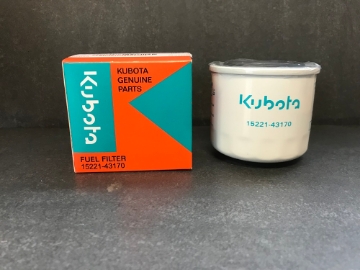 Kubota
KUBOTA
GENUINE
PARTS
FUEL FILTER
15221-43170
Kubota
15221-43170